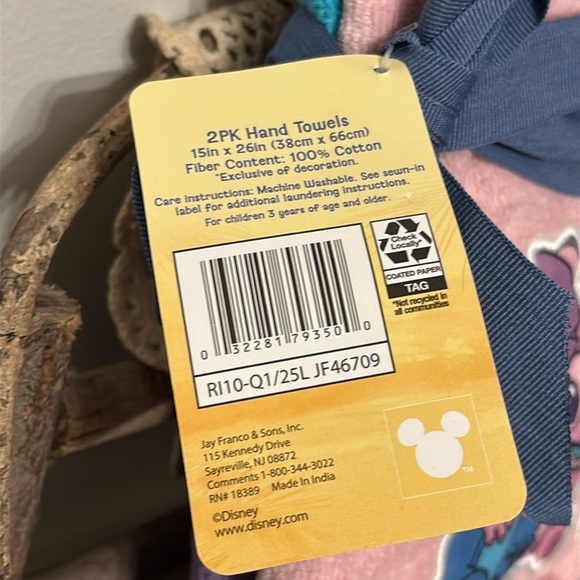 2PK Hand Towels
15in x 26in (38cm x 66cm)
Fiber Content: 100% Cotton
*Exclusive of decoration.
Care instructions: Machine Washable. See sewn-in
label for additional laundering instructions.
For children 3 years of age and older.
Check
Locally*
COATED PAPER
TAG
*Not recycled in
all communities
0 32281 79350 0
RI10-Q1/25L JF46709
Jay Franco & Sons, Inc.
115 Kennedy Drive
Sayreville, NJ 08872
Comments 1-800-344-3022
RN# 18389 Made in India
©Disney
www.disney.com
TM